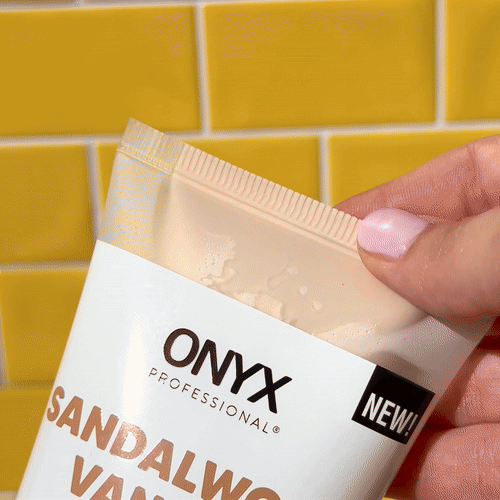 ONYX
PROFESSIONAL®
NEW!
SANDALWO
VAN